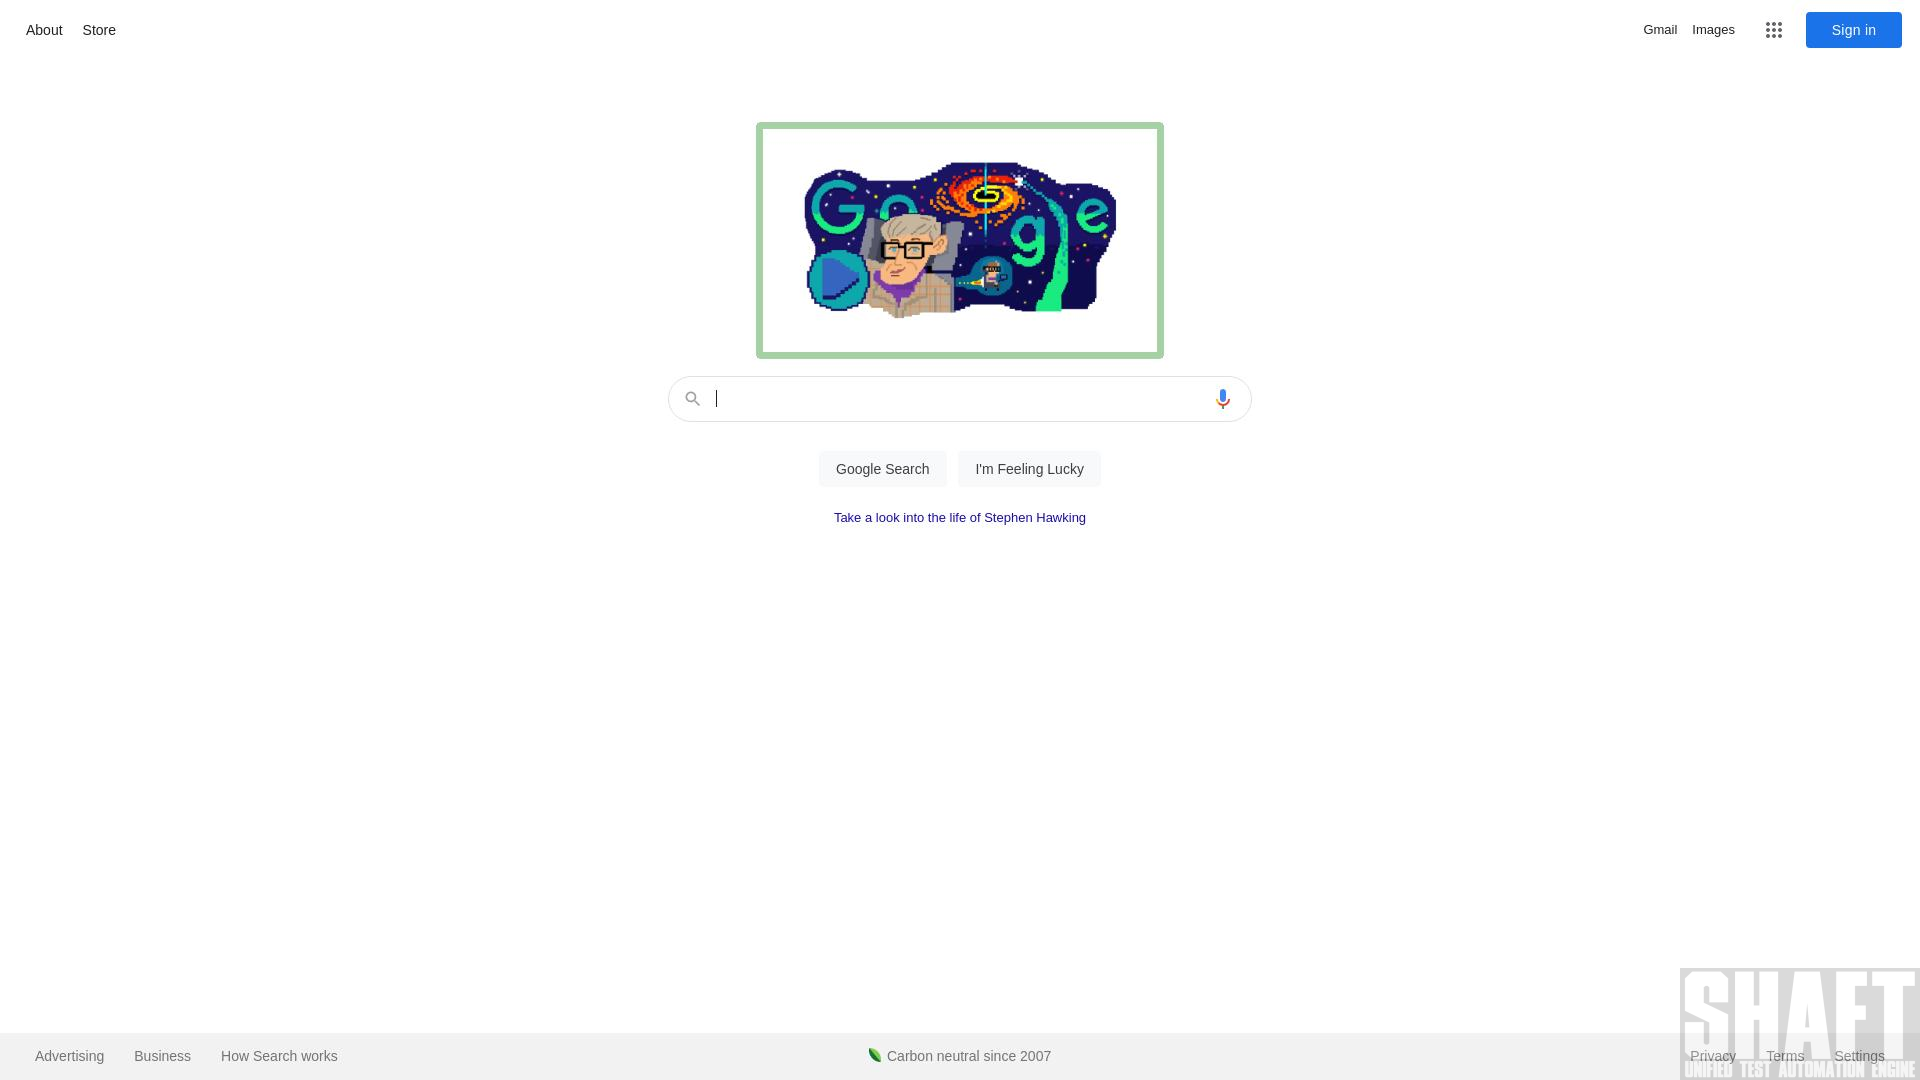 About Store
Gmail Images Sign in
Google
Google Search I'm Feeling Lucky
Take a look into the life of Stephen Hawking
Advertising Business How Search works
Carbon neutral since 2007
Privacy Terms Settings
SHAFT
UNIFIED TEST AUTOMATION ENGINE